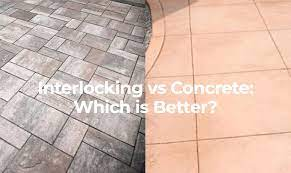 Interlocking vs Concrete:
Which is Better?